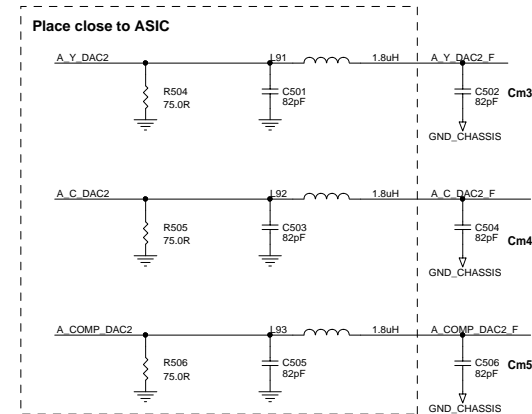 Place close to ASIC
A_Y_DAC2 L91 1.8uH A_Y_DAC2_F
R504
75.0R
C501
82pF
C502
82pF
Cm3
GND_CHASSIS
A_C_DAC2 L92 1.8uH A_C_DAC2_F
R505
75.0R
C503
82pF
C504
82pF
Cm4
GND_CHASSIS
A_COMP_DAC2 L93 1.8uH A_COMP_DAC2_F
R506
75.0R
C505
82pF
C506
82pF
Cm5
GND_CHASSIS